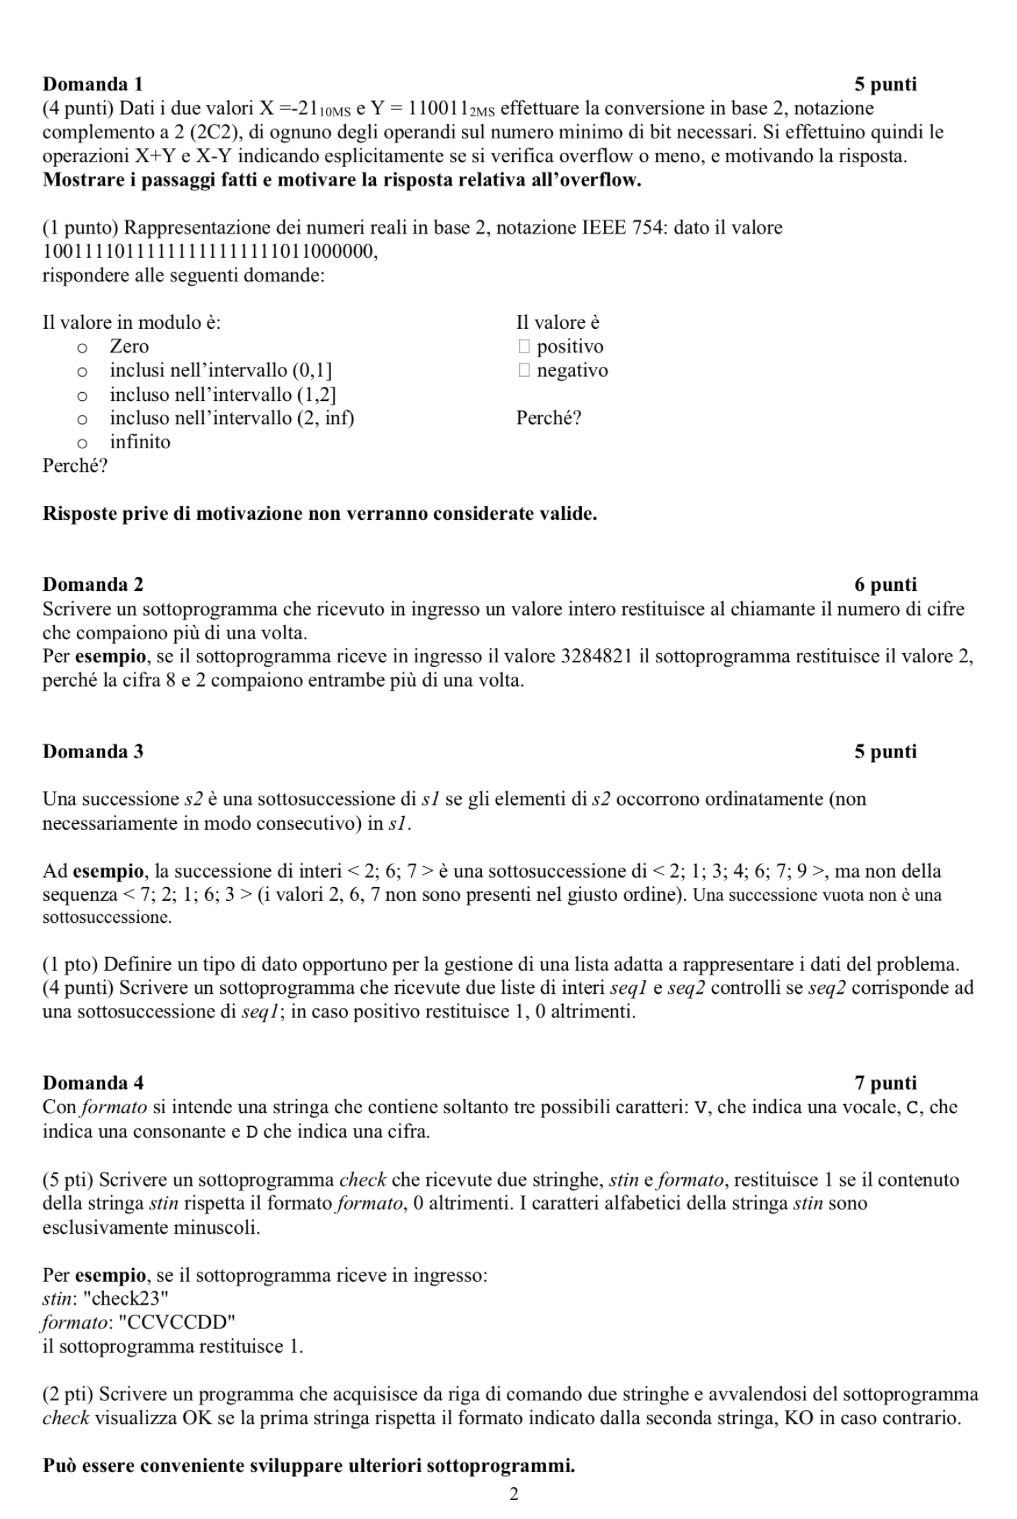 Domanda 1 5 punti
(4 punti) Dati i due valori X =-21₁₀MS e Y = 110011₂MS effettuare la conversione in base 2, notazione
complemento a 2 (2C2), di ognuno degli operandi sul numero minimo di bit necessari. Si effettuino quindi le
operazioni X+Y e X-Y indicando esplicitamente se si verifica overflow o meno, e motivando la risposta.
Mostrare i passaggi fatti e motivare la risposta relativa all'overflow.
(1 punto) Rappresentazione dei numeri reali in base 2, notazione IEEE 754: dato il valore
10011110111111111111111011000000,
rispondere alle seguenti domande:
Il valore in modulo è:
o Zero
o inclusi nell'intervallo (0,1]
o incluso nell'intervallo (1,2]
o incluso nell'intervallo (2, inf)
o infinito
Perché?
Il valore è
□ positivo
□ negativo
Perché?
Risposte prive di motivazione non verranno considerate valide.
Domanda 2 6 punti
Scrivere un sottoprogramma che ricevuto in ingresso un valore intero restituisce al chiamante il numero di cifre
che compaiono più di una volta.
Per esempio, se il sottoprogramma riceve in ingresso il valore 3284821 il sottoprogramma restituisce il valore 2,
perché la cifra 8 e 2 compaiono entrambe più di una volta.
Domanda 3 5 punti
Una successione s2 è una sottosuccessione di s1 se gli elementi di s2 occorrono ordinatamente (non
necessariamente in modo consecutivo) in s1.
Ad esempio, la successione di interi < 2; 6; 7 > è una sottosuccessione di < 2; 1; 3; 4; 6; 7; 9 >, ma non della
sequenza < 7; 2; 1; 6; 3 > (i valori 2, 6, 7 non sono presenti nel giusto ordine). Una successione vuota non è una
sottosuccessione.
(1 pto) Definire un tipo di dato opportuno per la gestione di una lista adatta a rappresentare i dati del problema.
(4 punti) Scrivere un sottoprogramma che ricevute due liste di interi seq1 e seq2 controlli se seq2 corrisponde ad
una sottosuccessione di seq1; in caso positivo restituisce 1, 0 altrimenti.
Domanda 4 7 punti
Con formato si intende una stringa che contiene soltanto tre possibili caratteri: V, che indica una vocale, C, che
indica una consonante e D che indica una cifra.
(5 pti) Scrivere un sottoprogramma check che ricevute due stringhe, stin e formato, restituisce 1 se il contenuto
della stringa stin rispetta il formato formato, 0 altrimenti. I caratteri alfabetici della stringa stin sono
esclusivamente minuscoli.
Per esempio, se il sottoprogramma riceve in ingresso:
stin: "check23"
formato: "CCVCCDD"
il sottoprogramma restituisce 1.
(2 pti) Scrivere un programma che acquisisce da riga di comando due stringhe e avvalendosi del sottoprogramma
check visualizza OK se la prima stringa rispetta il formato indicato dalla seconda stringa, KO in caso contrario.
Può essere conveniente sviluppare ulteriori sottoprogrammi.
2